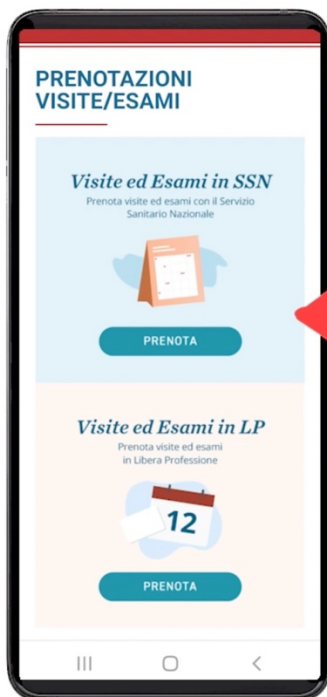 PRENOTAZIONI
VISITE/ESAMI
Visite ed Esami in SSN
Prenota visite ed esami con il Servizio
Sanitario Nazionale
PRENOTA
Visite ed Esami in LP
Prenota visite ed esami
in Libera Professione
12
PRENOTA